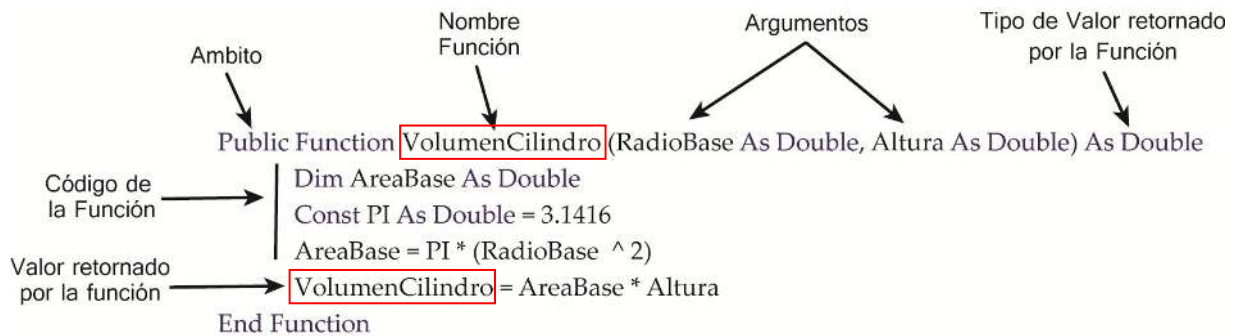 Ambito
Nombre
Función
Argumentos
Tipo de Valor retornado
por la Función
Public Function VolumenCilindro (RadioBase As Double, Altura As Double) As Double
Código de
la Función
Dim AreaBase As Double
Const PI As Double = 3.1416
AreaBase = PI * (RadioBase ^ 2)
Valor retornado
por la función
VolumenCilindro = AreaBase * Altura
End Function